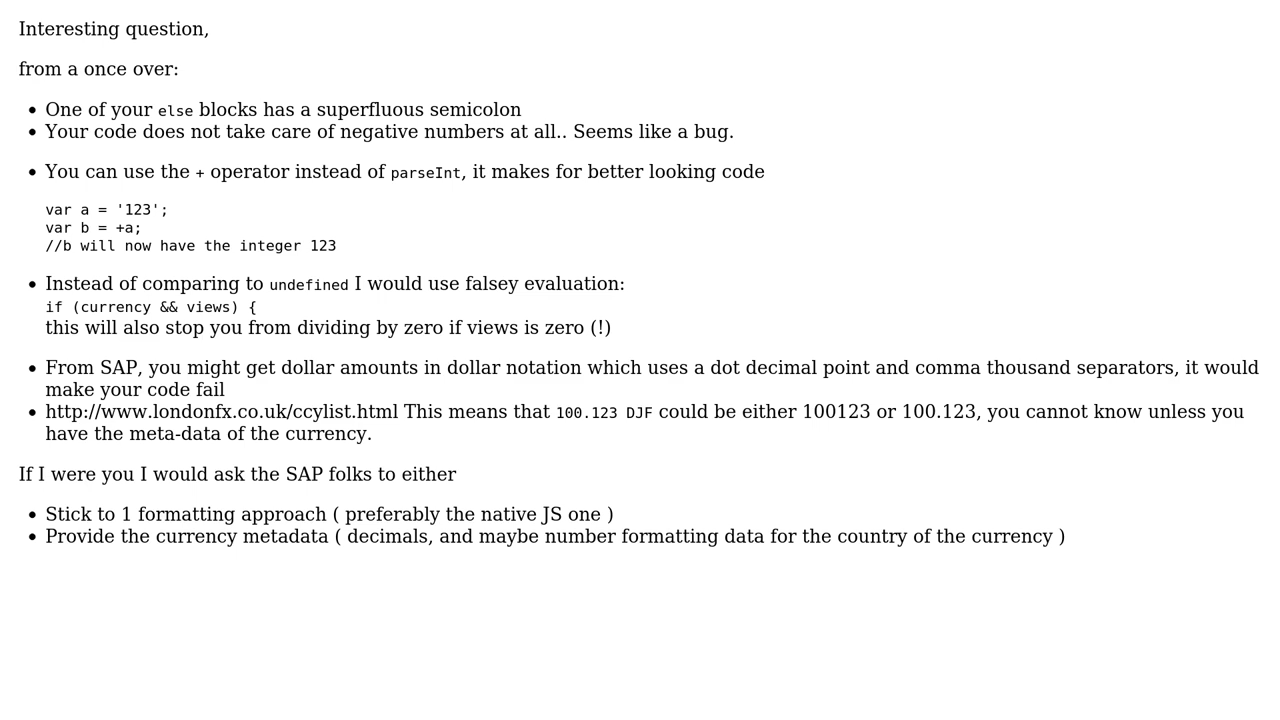 Interesting question,
from a once over:
• One of your else blocks has a superfluous semicolon
• Your code does not take care of negative numbers at all.. Seems like a bug.
• You can use the + operator instead of parseInt, it makes for better looking code
var a = '123';
var b = +a;
//b will now have the integer 123
• Instead of comparing to undefined I would use falsey evaluation:
if (currency && views) {
this will also stop you from dividing by zero if views is zero (!)
• From SAP, you might get dollar amounts in dollar notation which uses a dot decimal point and comma thousand separators, it would
make your code fail
• http://www.londonfx.co.uk/ccylist.html This means that 100.123 DJF could be either 100123 or 100.123, you cannot know unless you
have the meta-data of the currency.
If I were you I would ask the SAP folks to either
• Stick to 1 formatting approach ( preferably the native JS one )
• Provide the currency metadata ( decimals, and maybe number formatting data for the country of the currency )